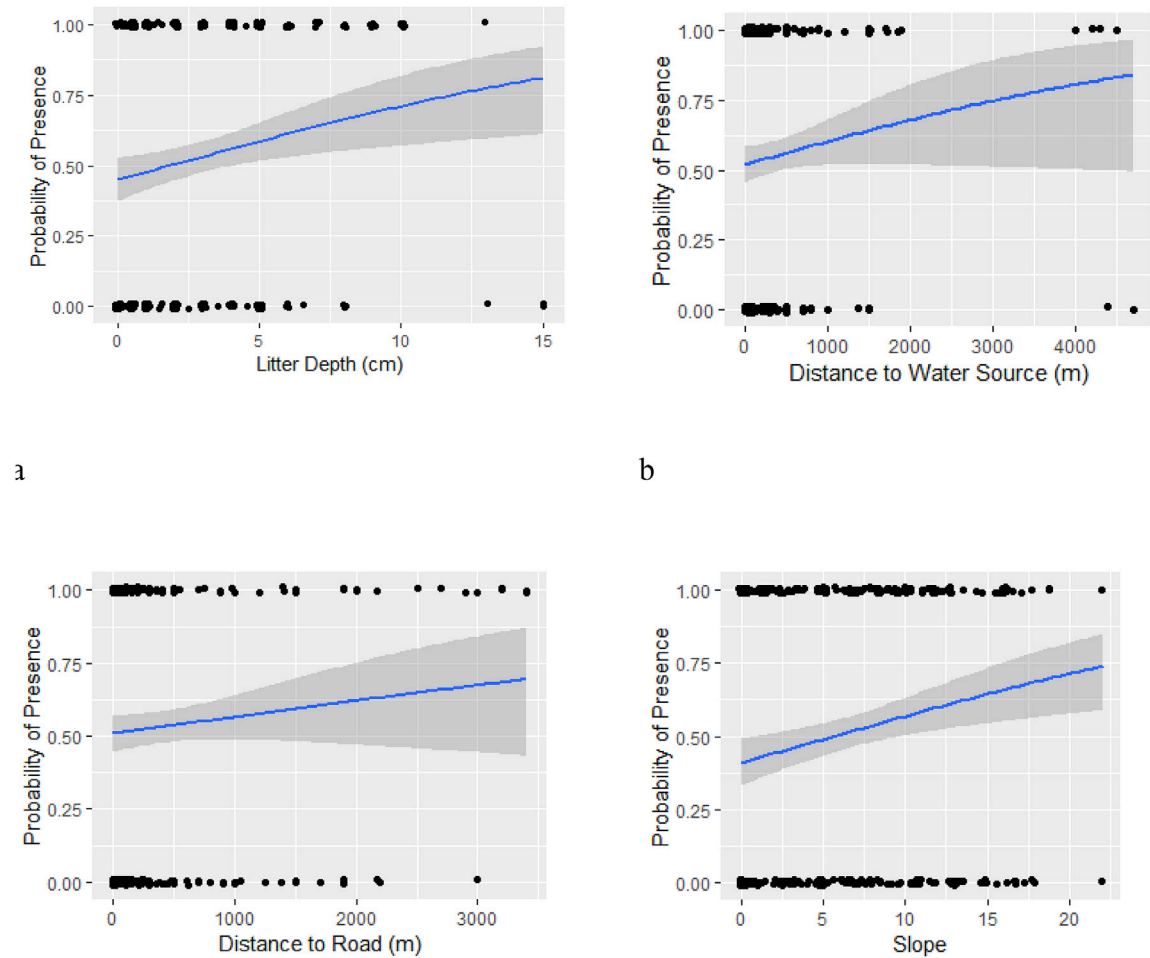 1.00
0.75
0.50
0.25
0.00
Probability of Presence
0 5 10 15
Litter Depth (cm)
1.00
0.75
0.50
0.25
0.00
Probability of Presence
0 1000 2000 3000 4000
Distance to Water Source (m)
a b
1.00
0.75
0.50
0.25
0.00
Probability of Presence
0 1000 2000 3000
Distance to Road (m)
1.00
0.75
0.50
0.25
0.00
Probability of Presence
0 5 10 15 20
Slope